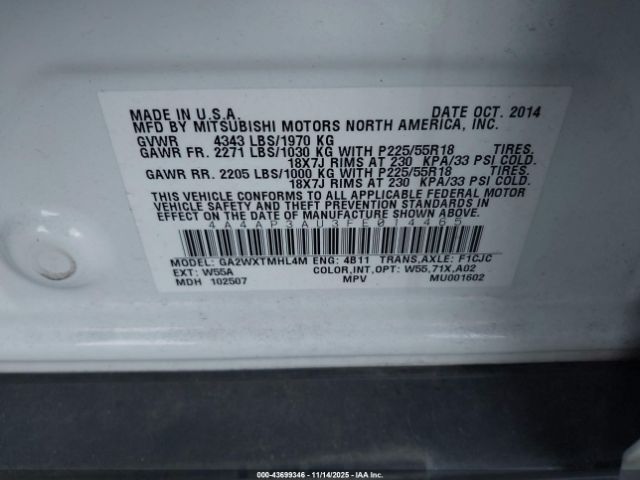 MADE IN U.S.A. DATE OCT. 2014
MFD BY MITSUBISHI MOTORS NORTH AMERICA, INC.
GVWR 4343 LBS/1970 KG
GAWR FR. 2271 LBS/1030 KG WITH P225/55R18 TIRES.
18X7J RIMS AT 230 KPA/33 PSI COLD.
GAWR RR. 2205 LBS/1000 KG WITH P225/55R18 TIRES.
18X7J RIMS AT 230 KPA/33 PSI COLD.
THIS VEHICLE CONFORMS TO ALL APPLICABLE FEDERAL MOTOR
VEHICLE SAFETY AND THEFT PREVENTION STANDARDS IN
EFFECT ON THE DATE OF MANUFACTURE SHOWN ABOVE.
4A4AP3AU3FE014465
MODEL: GA2WXTMHL4M ENG: 4B11 TRANS,AXLE: F1CJC
EXT: W55A COLOR,INT,OPT: W55,71X,A02
MDH 102507 MPV MU001602
000-43699346 - 11/14/2025 - IAA Inc.